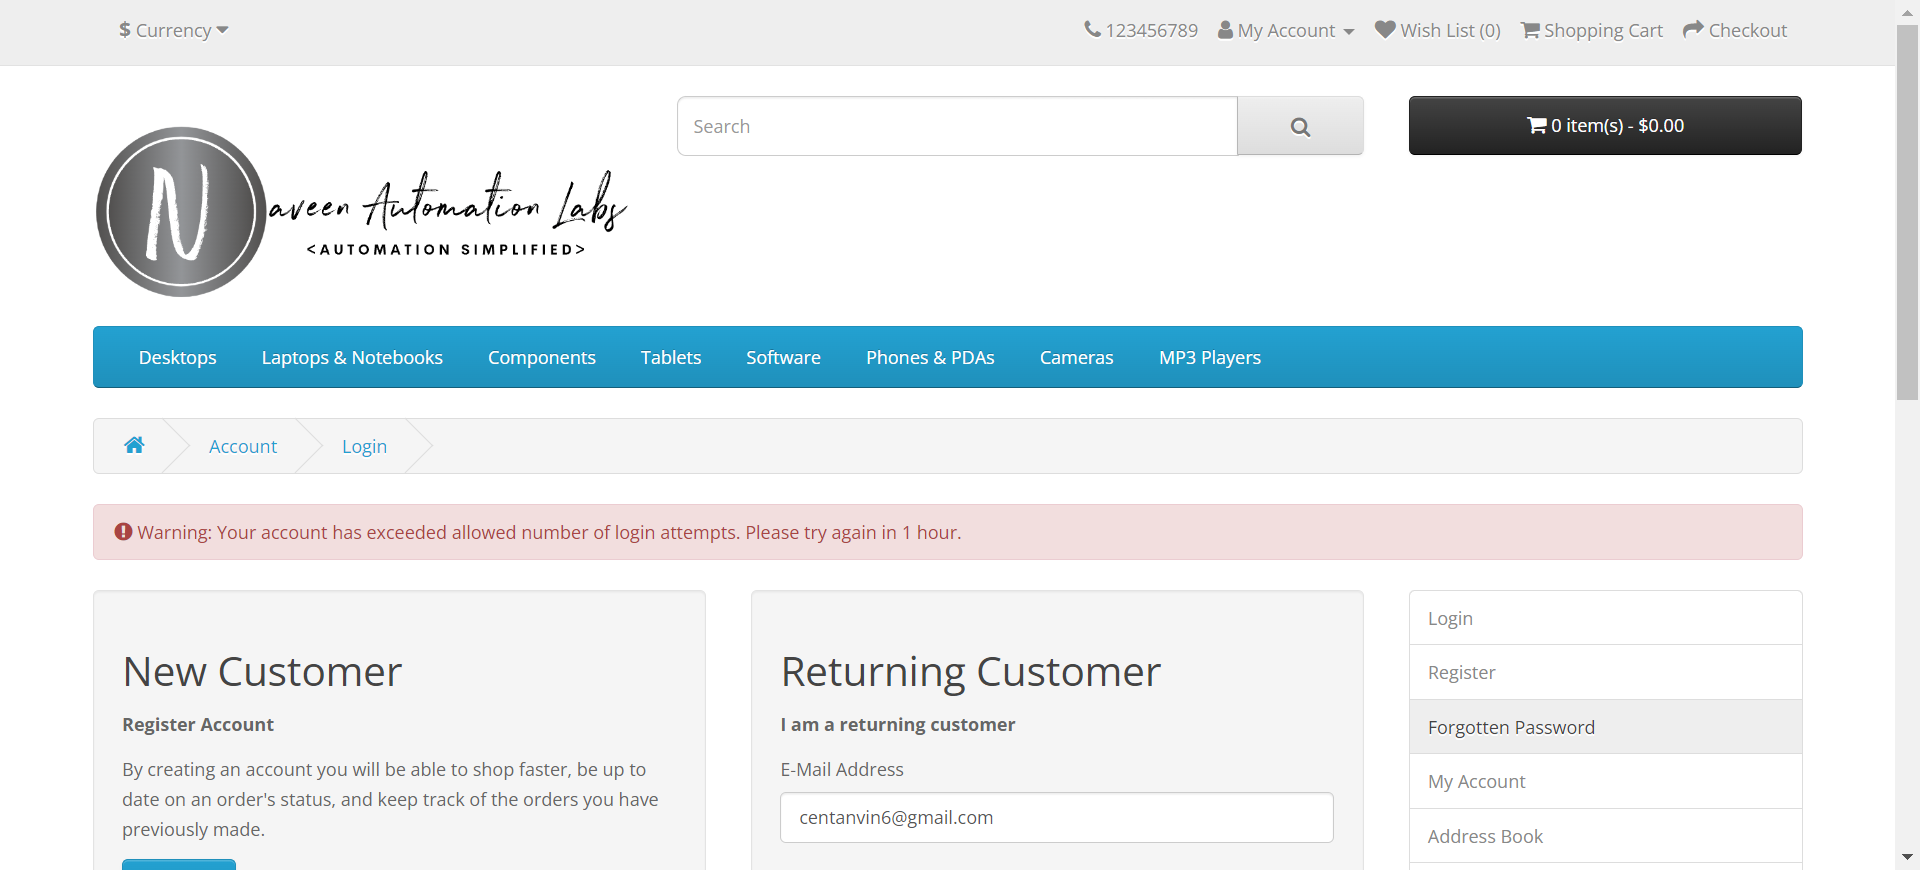 $ Currency
123456789 My Account Wish List (0) Shopping Cart Checkout
Search
0 item(s) - $0.00
Naveen Automation Labs
<AUTOMATION SIMPLIFIED>
Desktops Laptops & Notebooks Components Tablets Software Phones & PDAs Cameras MP3 Players
Account Login
Warning: Your account has exceeded allowed number of login attempts. Please try again in 1 hour.
New Customer
Register Account
By creating an account you will be able to shop faster, be up to
date on an order's status, and keep track of the orders you have
previously made.
Returning Customer
I am a returning customer
E-Mail Address
centanvin6@gmail.com
Login
Register
Forgotten Password
My Account
Address Book